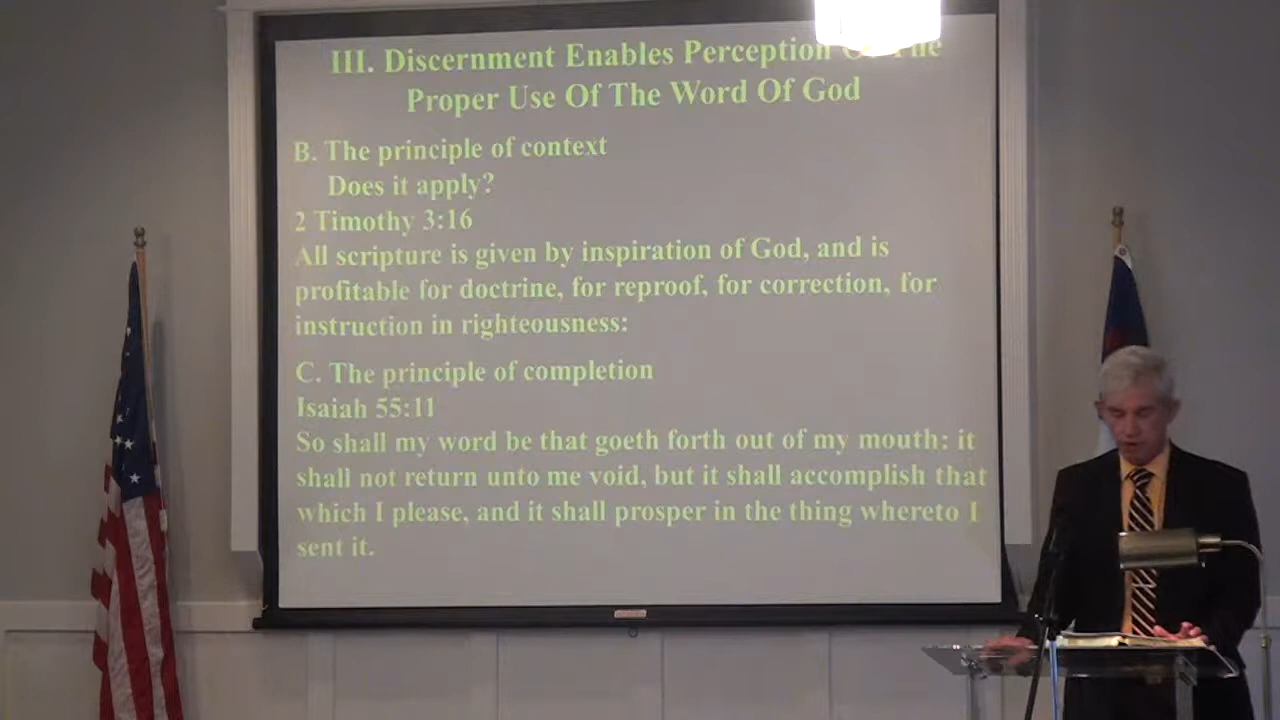 III. Discernment Enables Perception Of The
Proper Use Of The Word Of God
B. The principle of context
Does it apply?
2 Timothy 3:16
All scripture is given by inspiration of God, and is
profitable for doctrine, for reproof, for correction, for
instruction in righteousness:
C. The principle of completion
Isaiah 55:11
So shall my word be that goeth forth out of my mouth: it
shall not return unto me void, but it shall accomplish that
which I please, and it shall prosper in the thing whereto I
sent it.